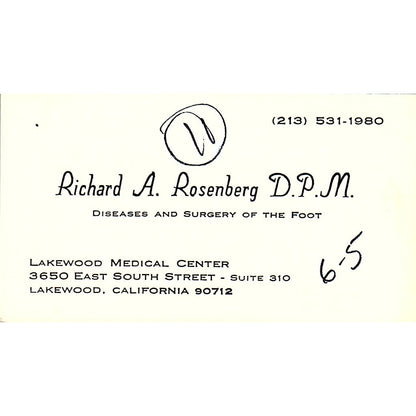 (213) 531-1980
Richard A. Rosenberg D.P.M.
Diseases and Surgery of the Foot
Lakewood Medical Center
3650 East South Street - Suite 310
Lakewood, California 90712
6-5